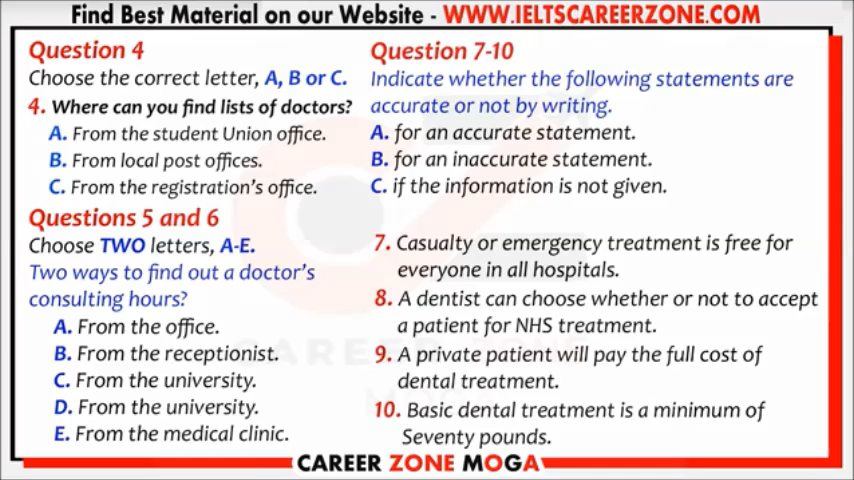 Find Best Material on our Website - WWW.IELTSCAREERZONE.COM
Question 4
Choose the correct letter, A, B or C.
4. Where can you find lists of doctors?
A. From the student Union office.
B. From local post offices.
C. From the registration's office.
Questions 5 and 6
Choose TWO letters, A-E.
Two ways to find out a doctor's
consulting hours?
A. From the office.
B. From the receptionist.
C. From the university.
D. From the university.
E. From the medical clinic.
Question 7-10
Indicate whether the following statements are
accurate or not by writing.
A. for an accurate statement.
B. for an inaccurate statement.
C. if the information is not given.
7. Casualty or emergency treatment is free for
everyone in all hospitals.
8. A dentist can choose whether or not to accept
a patient for NHS treatment.
9. A private patient will pay the full cost of
dental treatment.
10. Basic dental treatment is a minimum of
Seventy pounds.
CAREER ZONE
MOGA
CAREER ZONE MOGA